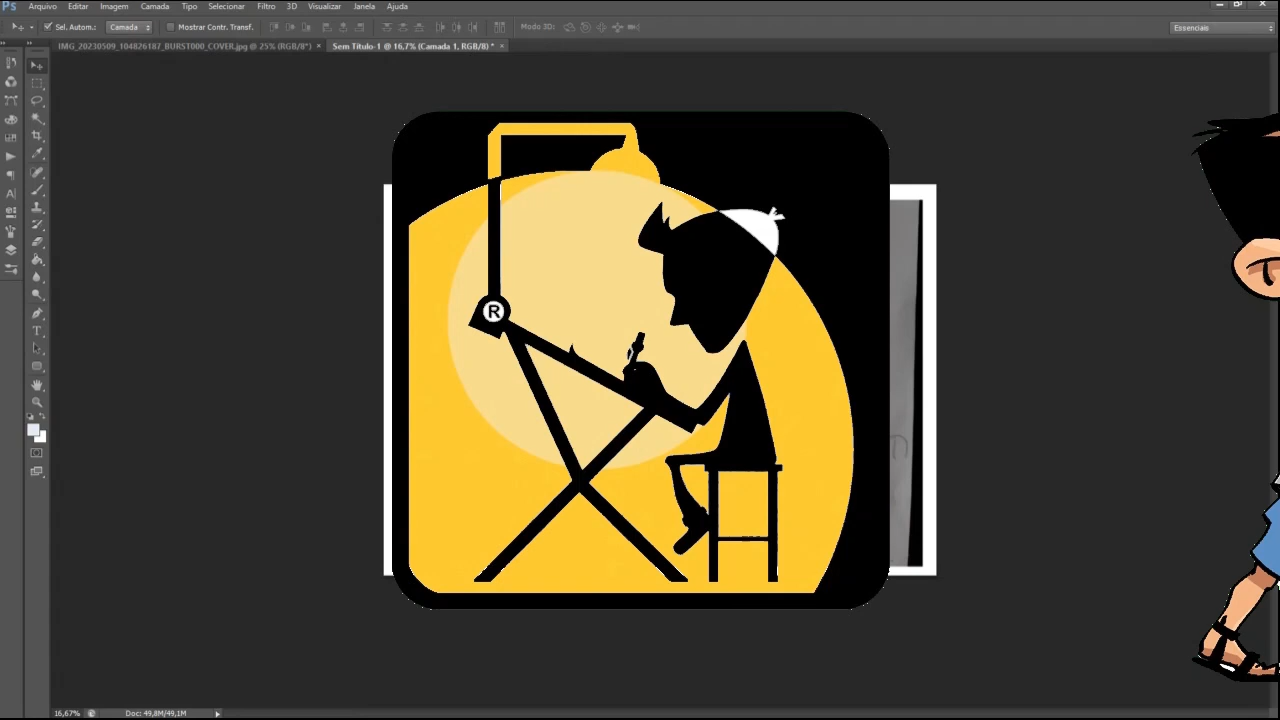 Ps Arquivo Editar Imagem Camada Tipo Selecionar Filtro 3D Visualizar Janela Ajuda
Sel. Autom.: Camada Mostrar Contr. Transf. Modo 3D: Essenciais
IMG_20230509_104826187_BURST000_COVER.jpg @ 25% (RGB/8*) × Sem Título-1 @ 16,7% (Camada 1, RGB/8) * ×
®
16,67% Doc: 49,8M/49,1M